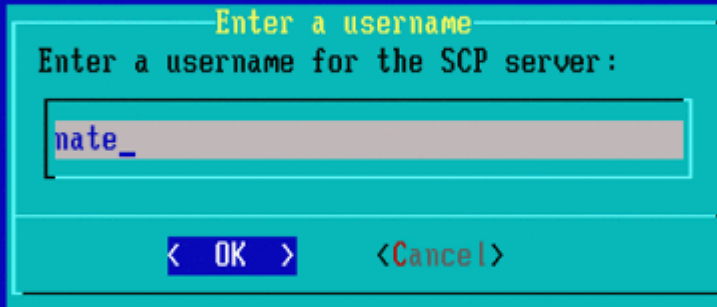 Enter a username
Enter a username for the SCP server:
nate_
< OK > <Cancel>